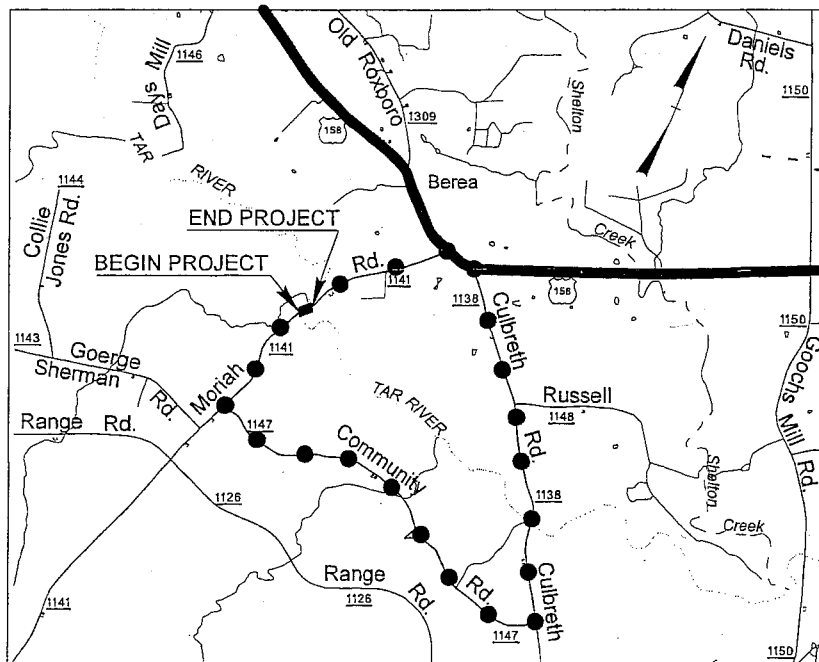 1146
Days Mill
Old Roxboro
158
1309
Shelton
Daniels
Rd.
1150
TAR
RIVER
Berea
1144
Collie
Jones Rd.
END PROJECT
BEGIN PROJECT
Rd.
1141
Creek
158
1138
Culbreth
1150
1143
Goerge
Sherman
Rd.
1141
Moriah
Range Rd.
1147
TAR RIVER
Community
Russell
1148
Goochs
Mill
Rd.
Rd.
1138
Shelton
Creek
1126
Range
Rd.
1126
Rd.
Culbreth
1147
1141
1150